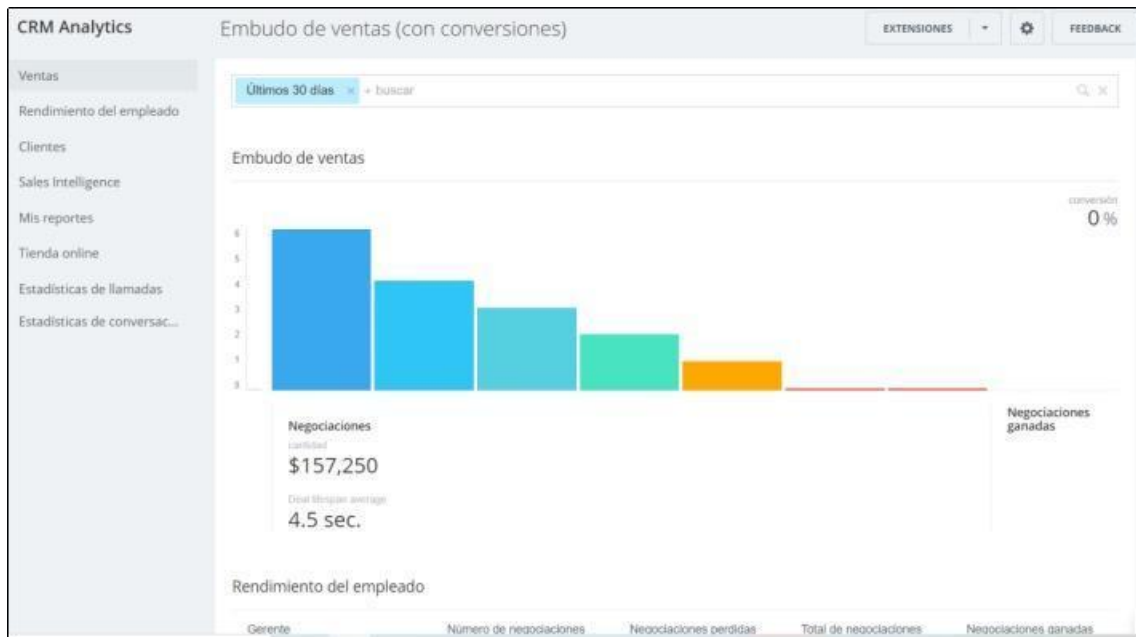 CRM Analytics
Embudo de ventas (con conversiones)
EXTENSIONES
FEEDBACK
Ventas
Rendimiento del empleado
Clientes
Sales Intelligence
Mis reportes
Tienda online
Estadísticas de llamadas
Estadísticas de conversac...
Últimos 30 días × + buscar
Embudo de ventas
conversión
0 %
6
5
4
3
2
1
0
Negociaciones
cantidad
$157,250
Deal lifespan average
4.5 sec.
Negociaciones
ganadas
Rendimiento del empleado
Gerente Número de negociaciones Negociaciones perdidas Total de negociaciones Negociaciones ganadas